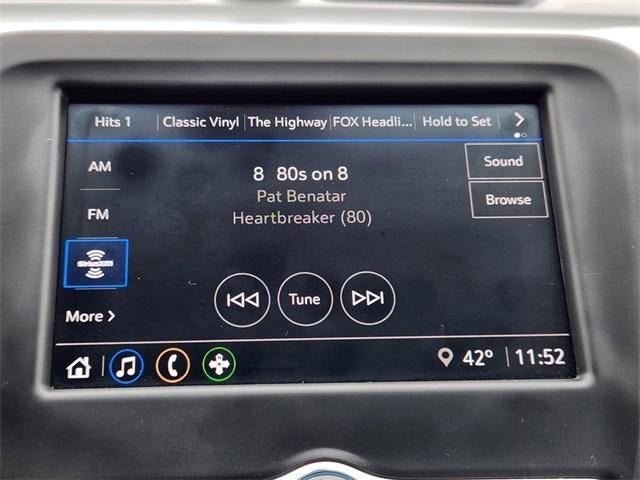 Hits 1 Classic Vinyl The Highway FOX Headli... Hold to Set
AM
8 80s on 8
Sound
Pat Benatar
Browse
FM
Heartbreaker (80)
SiriusXM
Tune
More
42° 11:52